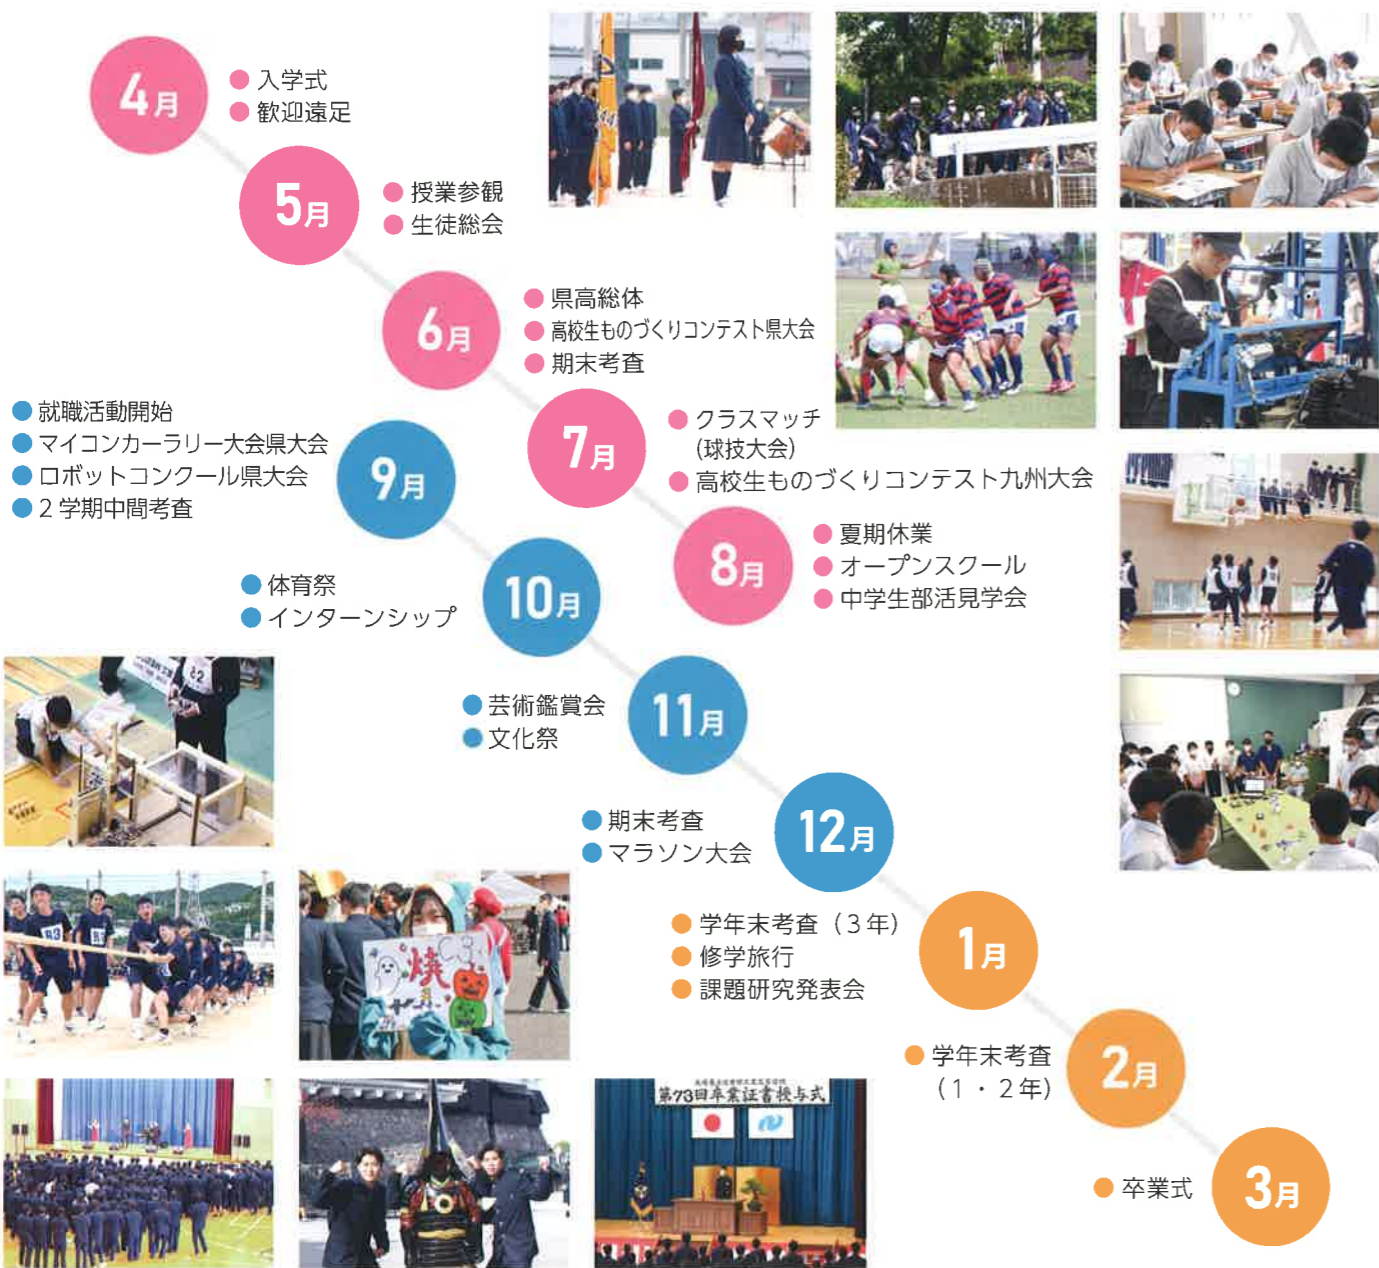 4月
入学式
歓迎遠足
5月
授業参観
生徒総会
6月
県高総体
高校生ものづくりコンテスト県大会
期末考査
7月
クラスマッチ
(球技大会)
高校生ものづくりコンテスト九州大会
8月
夏期休業
オープンスクール
中学生部活見学会
9月
就職活動開始
マイコンカーラリー大会県大会
ロボットコンクール県大会
2学期中間考査
10月
体育祭
インターンシップ
11月
芸術鑑賞会
文化祭
12月
期末考査
マラソン大会
1月
学年末考査（3年）
修学旅行
課題研究発表会
2月
学年末考査
（1・2年）
3月
卒業式
62
焼
第73回卒業証書授与式